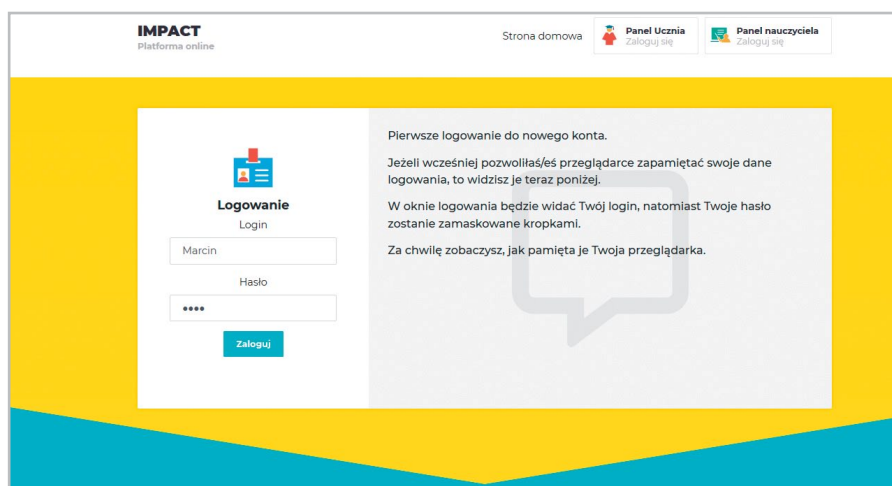 IMPACT
Platforma online
Strona domowa
Panel Ucznia
Zaloguj się
Panel nauczyciela
Zaloguj się
Logowanie
Login
Marcin
Hasło
••••
Zaloguj
Pierwsze logowanie do nowego konta.
Jeżeli wcześniej pozwoliłaś/eś przeglądarce zapamiętać swoje dane
logowania, to widzisz je teraz poniżej.
W oknie logowania będzie widać Twój login, natomiast Twoje hasło
zostanie zamaskowane kropkami.
Za chwilę zobaczysz, jak pamięta je Twoja przeglądarka.